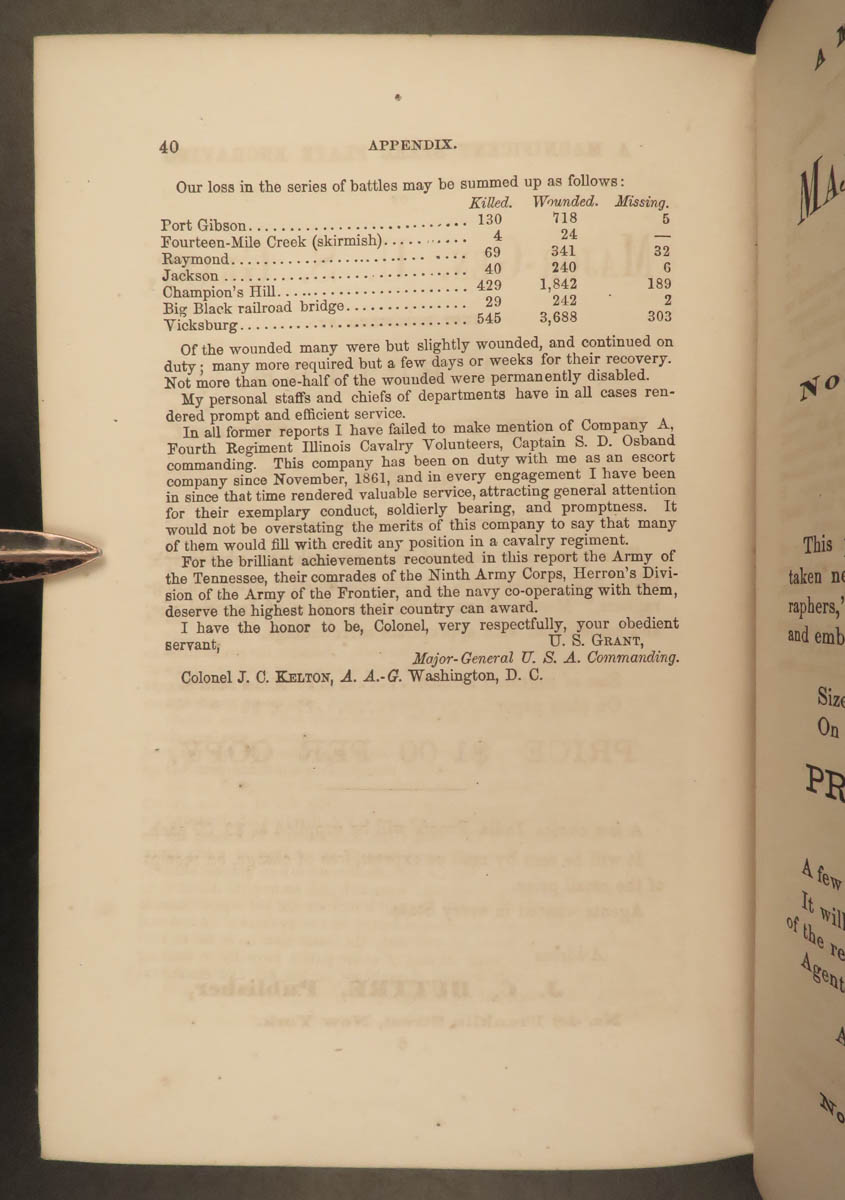 40 APPENDIX.
Our loss in the series of battles may be summed up as follows:
Killed. Wounded. Missing.
Port Gibson........................... 130 718 5
Fourteen-Mile Creek (skirmish)........... 4 24 —
Raymond.............................. 69 341 32
Jackson ............................... 40 240 6
Champion's Hill........................ 429 1,842 189
Big Black railroad bridge............... 29 242 2
Vicksburg............................ 545 3,688 303
Of the wounded many were but slightly wounded, and continued on
duty; many more required but a few days or weeks for their recovery.
Not more than one-half of the wounded were permanently disabled.
My personal staffs and chiefs of departments have in all cases ren-
dered prompt and efficient service.
In all former reports I have failed to make mention of Company A,
Fourth Regiment Illinois Cavalry Volunteers, Captain S. D. Osband
commanding. This company has been on duty with me as an escort
company since November, 1861, and in every engagement I have been
in since that time rendered valuable service, attracting general attention
for their exemplary conduct, soldierly bearing, and promptness. It
would not be overstating the merits of this company to say that many
of them would fill with credit any position in a cavalry regiment.
For the brilliant achievements recounted in this report the Army of
the Tennessee, their comrades of the Ninth Army Corps, Herron's Divi-
sion of the Army of the Frontier, and the navy co-operating with them,
deserve the highest honors their country can award.
I have the honor to be, Colonel, very respectfully, your obedient
servant, U. S. GRANT,
Major-General U. S. A. Commanding.
Colonel J. C. KELTON, A. A.-G. Washington, D. C.
A
No
This
taken
raphers,'
and emb
Size
On
PR
A few
It will
of the re
Agent
A
No